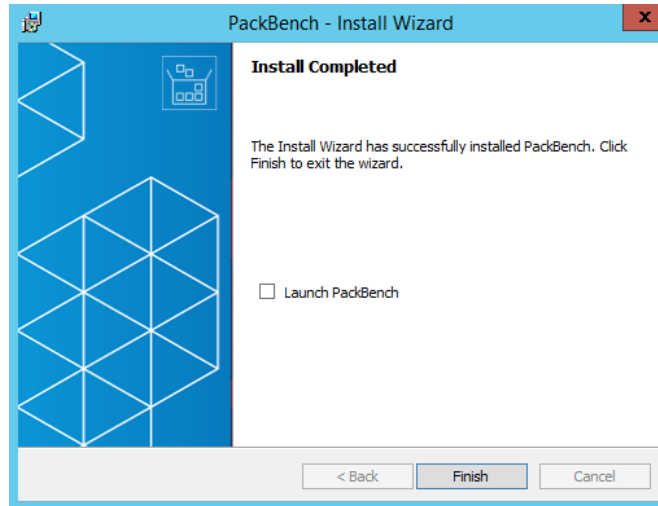 PackBench - Install Wizard
x
Install Completed
The Install Wizard has successfully installed PackBench. Click
Finish to exit the wizard.
Launch PackBench
< Back
Finish
Cancel